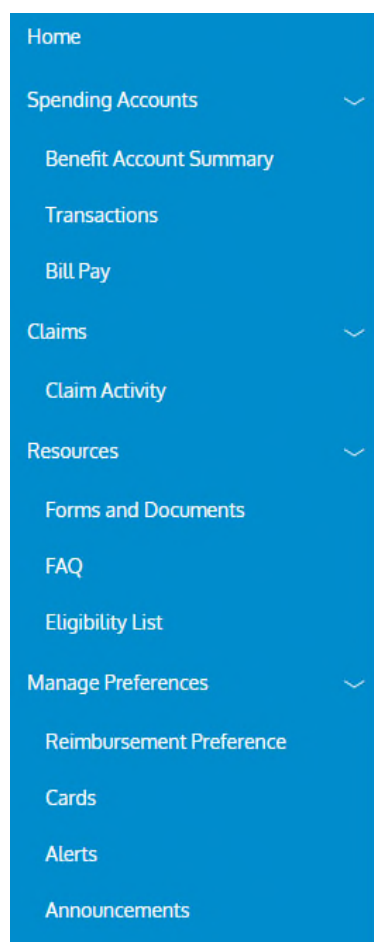 Home
Spending Accounts
Benefit Account Summary
Transactions
Bill Pay
Claims
Claim Activity
Resources
Forms and Documents
FAQ
Eligibility List
Manage Preferences
Reimbursement Preference
Cards
Alerts
Announcements